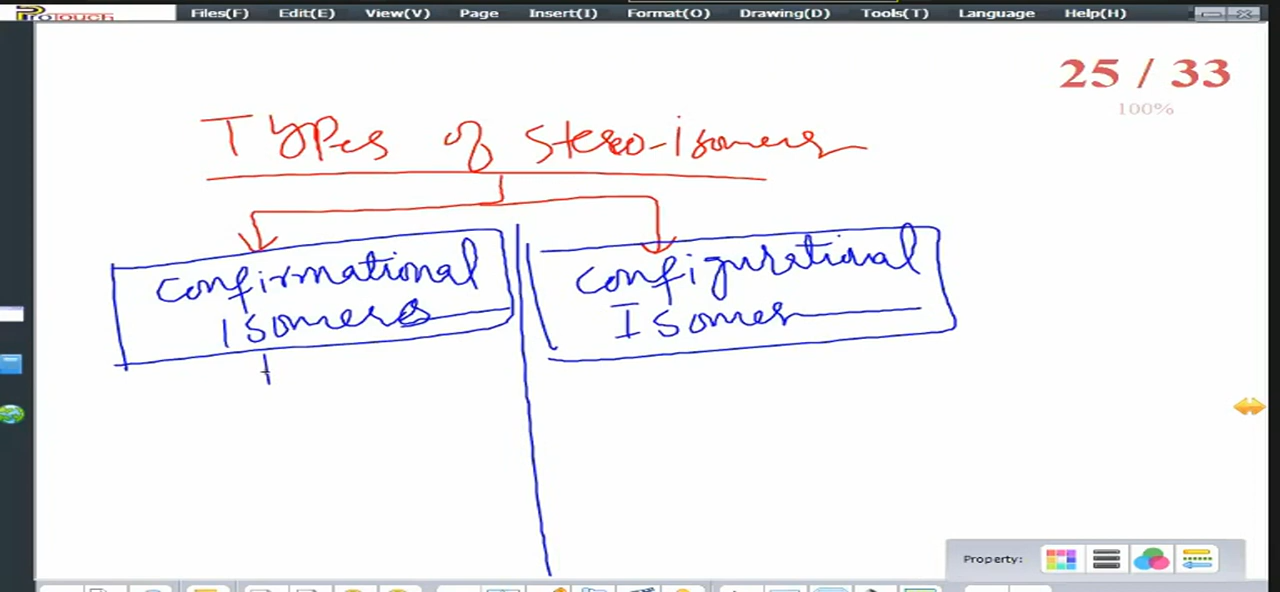 ProTouch
Files(F) Edit(E) View(V) Page Insert(I) Format(O) Drawing(D) Tools(T) Language Help(H)
25 / 33
100%
Types of Stereo-isomers
Confirmational
Isomers
Configurational
Isomer
Property: